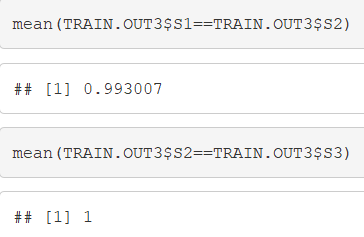 mean(TRAIN.OUT3$S1==TRAIN.OUT3$S2)
## [1] 0.993007
mean(TRAIN.OUT3$S2==TRAIN.OUT3$S3)
## [1] 1